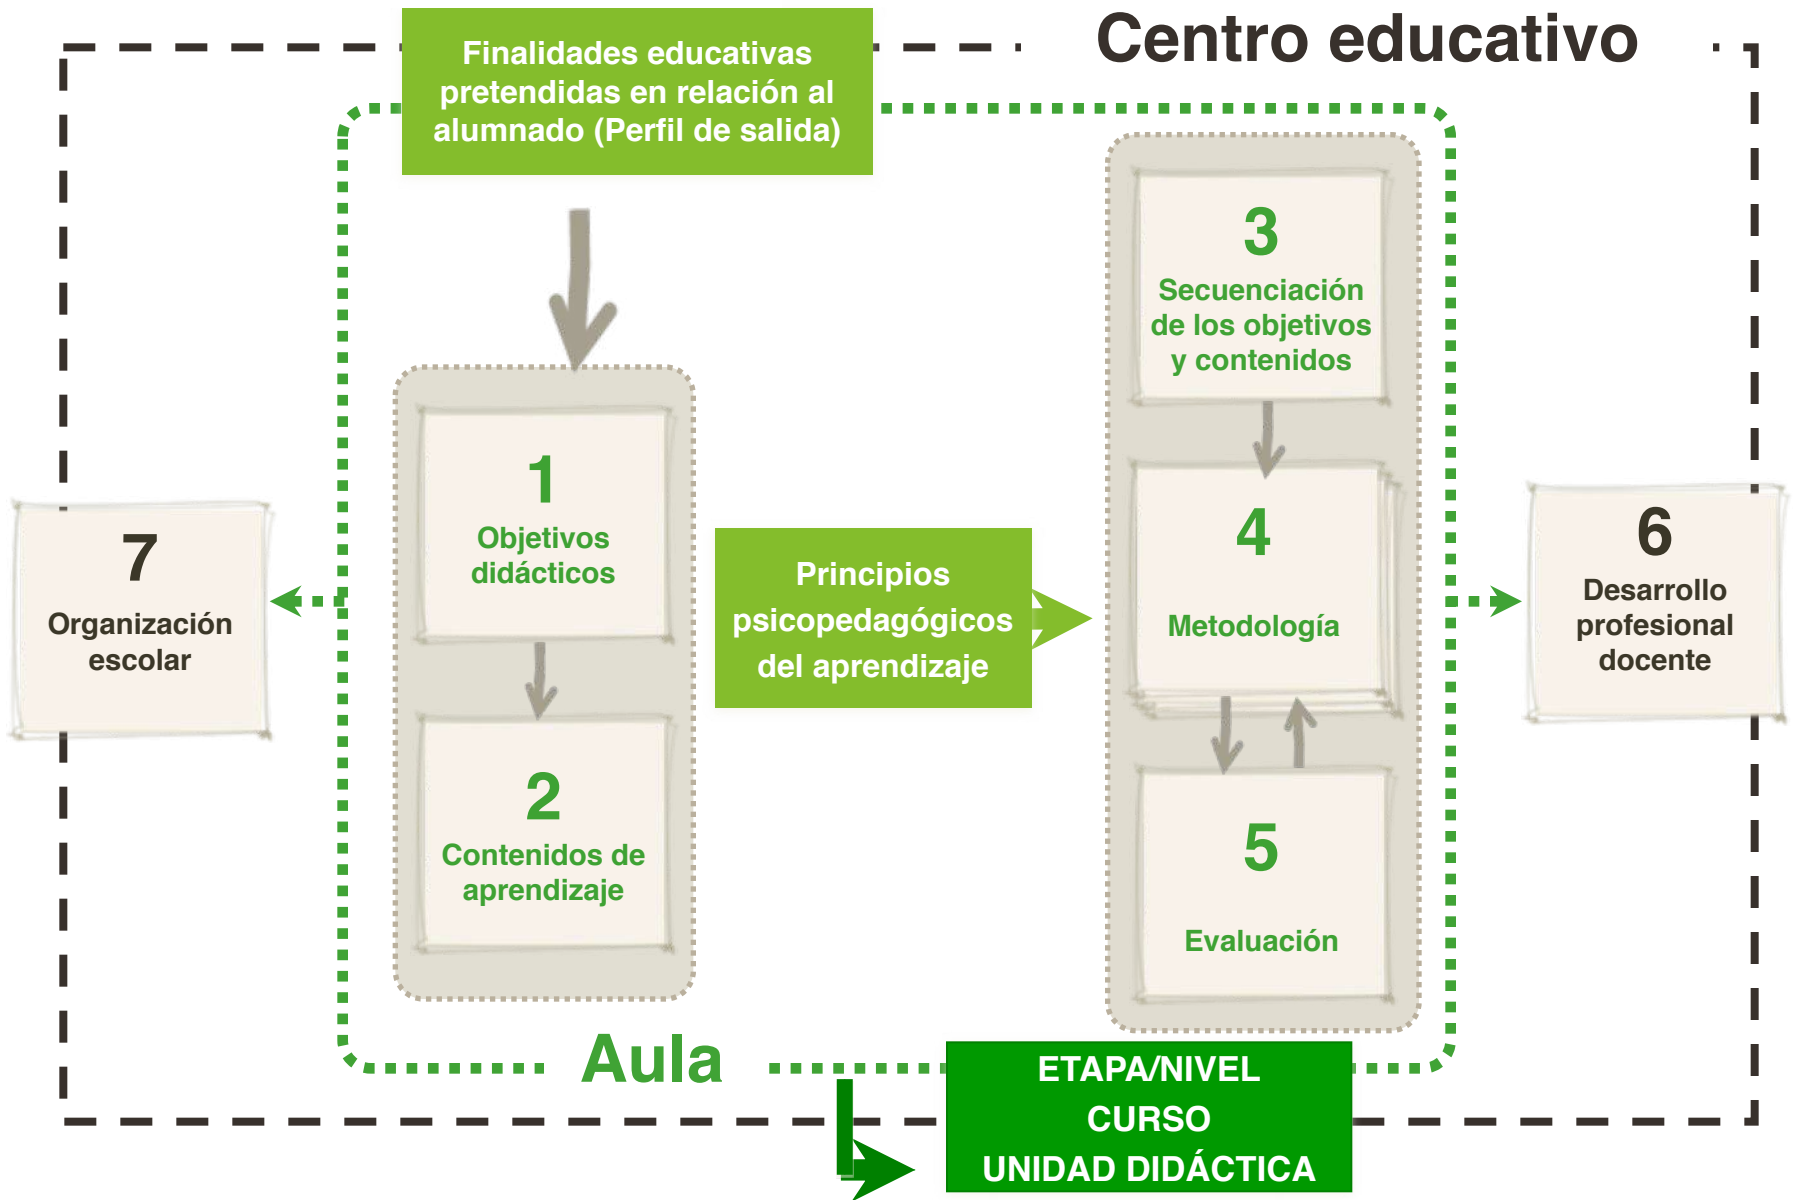 Centro educativo
Finalidades educativas
pretendidas en relación al
alumnado (Perfil de salida)
1
Objetivos
didácticos
2
Contenidos de
aprendizaje
Principios
psicopedagógicos
del aprendizaje
3
Secuenciación
de los objetivos
y contenidos
4
Metodología
5
Evaluación
6
Desarrollo
profesional
docente
7
Organización
escolar
Aula
ETAPA/NIVEL
CURSO
UNIDAD DIDÁCTICA